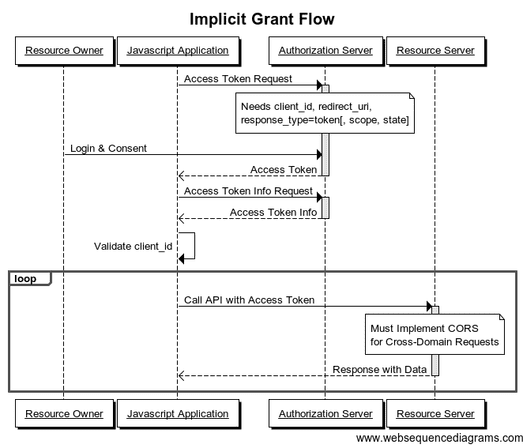 Implicit Grant Flow
Resource Owner
Javascript Application
Authorization Server
Resource Server
Access Token Request
Needs client_id, redirect_uri,
response_type=token[, scope, state]
Login & Consent
Access Token
Access Token Info Request
Access Token Info
Validate client_id
loop
Call API with Access Token
Must Implement CORS
for Cross-Domain Requests
Response with Data
Resource Owner
Javascript Application
Authorization Server
Resource Server
www.websequencediagrams.com